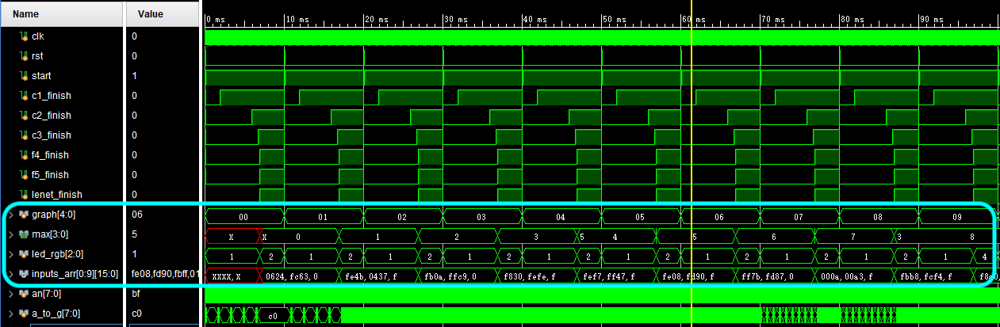 Name Value 0 ms 10 ms 20 ms 30 ms 40 ms 50 ms 60 ms 70 ms 80 ms 90 ms
clk 0
rst 0
start 1
c1_finish 0
c2_finish 0
c3_finish 0
f4_finish 0
f5_finish 0
lenet_finish 0
graph[4:0] 06 00 01 02 03 04 05 06 07 08 09
max[3:0] 5 X X 0 1 2 3 5 4 5 6 7 3 8
led_rgb[2:0] 1 1 2 1 2 1 2 1 2 1 2 1 2 1 2 1 2 1 2 1 4
inputs_arr[0:9][15:0] fe08,fd90,fbff,01 XXXX,X 0624,fc63,0 fe4b,0437,f fb0a,ffc9,0 f830,fefe,f fef7,ff47,f fe08,fd90,f ff7b,fd87,0 000a,00a3,f fbb8,fcf4,f
an[7:0] bf
a_to_g[7:0] c0 c0